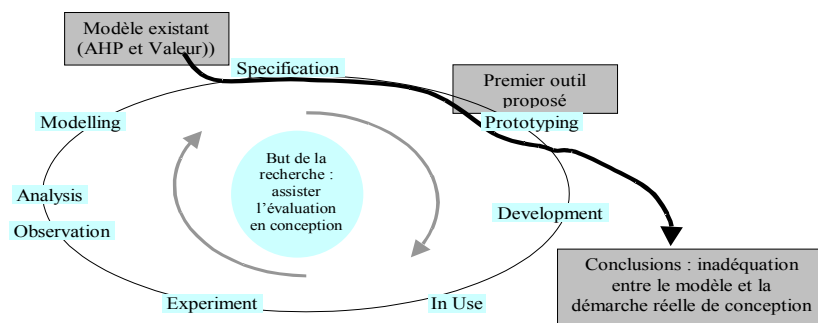 Modèle existant
(AHP et Valeur))
Specification
Premier outil
proposé
Prototyping
Modelling
But de la
recherche :
assister
l'évaluation
en conception
Analysis
Observation
Development
Experiment
In Use
Conclusions : inadéquation
entre le modèle et la
démarche réelle de conception